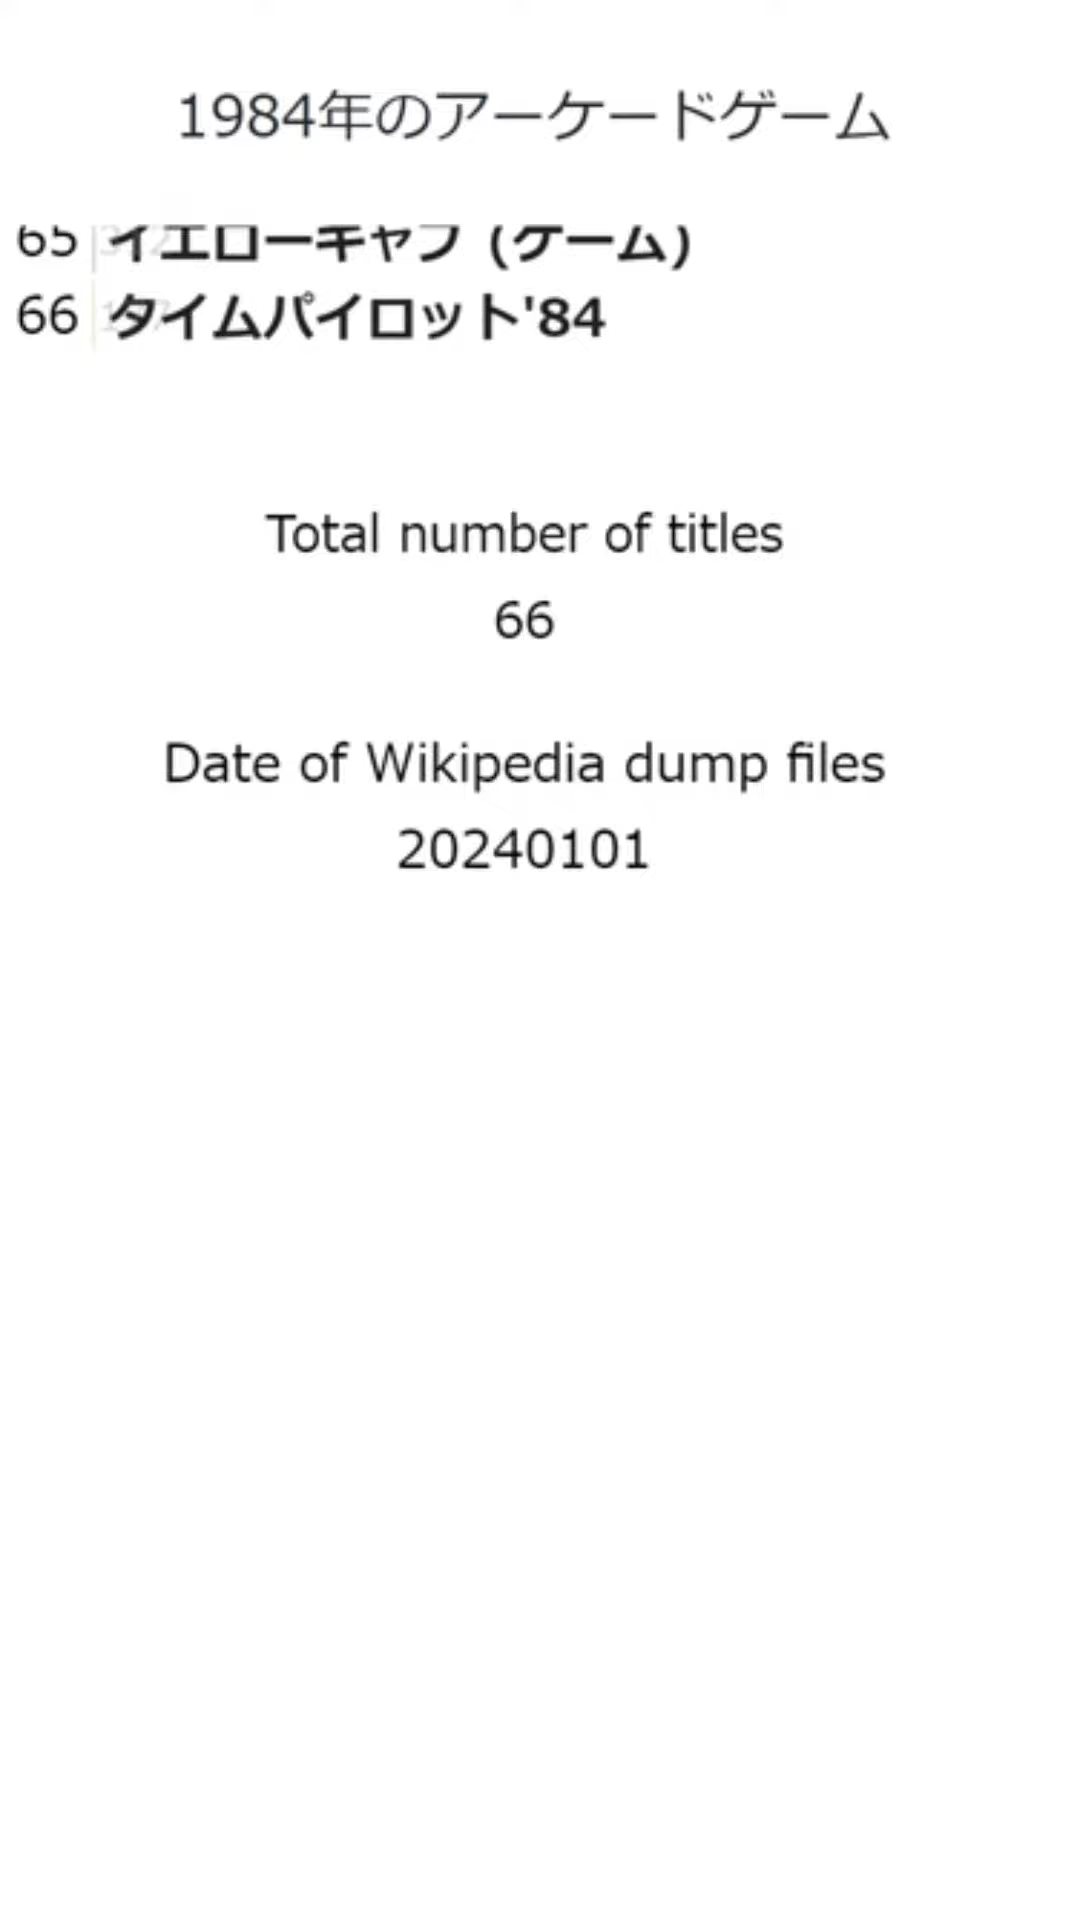 1984年のアーケードゲーム
65 イエローキャブ (ゲーム)
66 タイムパイロット'84
Total number of titles
66
Date of Wikipedia dump files
20240101